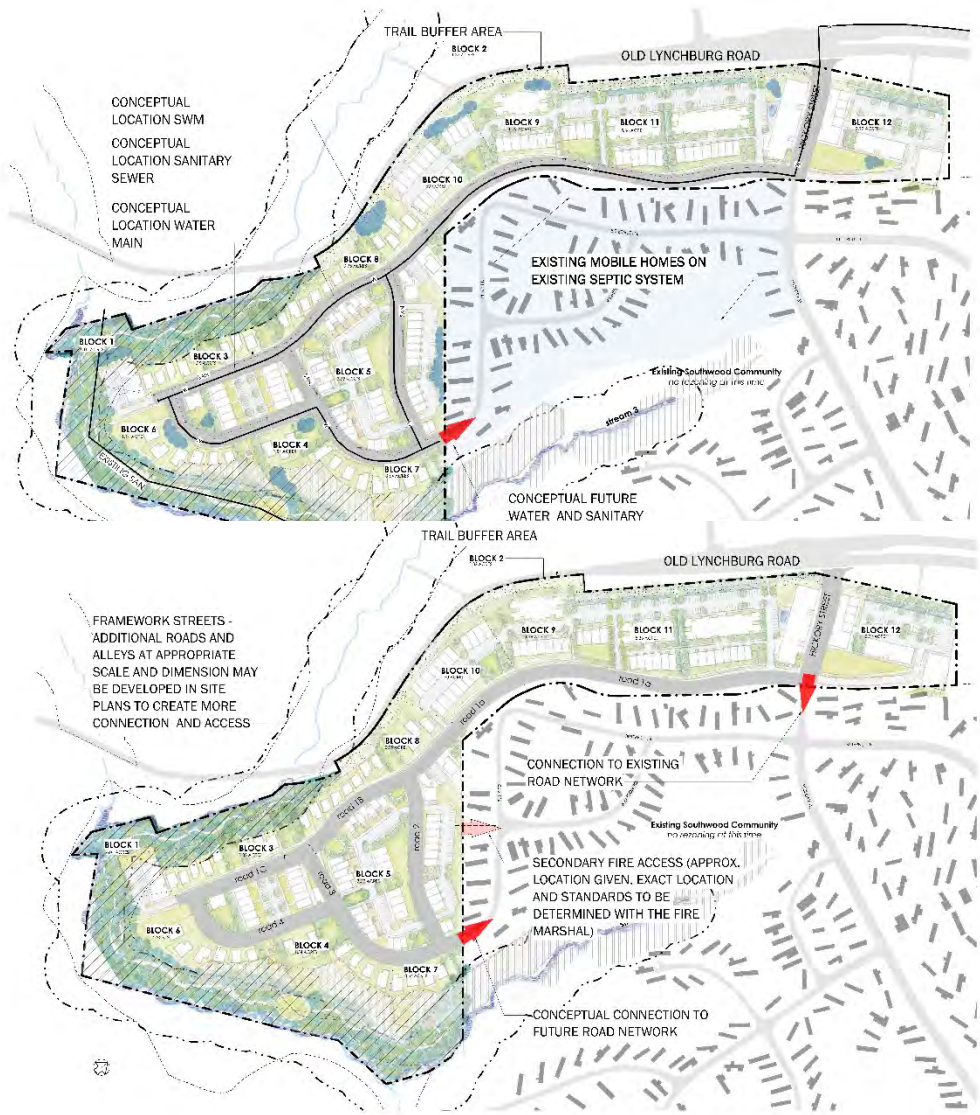 TRAIL BUFFER AREA
BLOCK 2
OLD LYNCHBURG ROAD
CONCEPTUAL
LOCATION SWM
CONCEPTUAL
LOCATION SANITARY
SEWER
CONCEPTUAL
LOCATION WATER
MAIN
HICKORY STREET
BLOCK 9
BLOCK 11
BLOCK 12
BLOCK 10
BLOCK 8
EXISTING MOBILE HOMES ON
EXISTING SEPTIC SYSTEM
BLOCK 1
BLOCK 3
BLOCK 5
Existing Southwood Community
no rezoning at this time
BLOCK 6
BLOCK 4
stream 3
BLOCK 7
EXISTING SAN.
CONCEPTUAL FUTURE
WATER AND SANITARY
TRAIL BUFFER AREA
BLOCK 2
OLD LYNCHBURG ROAD
FRAMEWORK STREETS -
ADDITIONAL ROADS AND
ALLEYS AT APPROPRIATE
SCALE AND DIMENSION MAY
BE DEVELOPED IN SITE
PLANS TO CREATE MORE
CONNECTION AND ACCESS
HICKORY STREET
BLOCK 9
BLOCK 11
BLOCK 12
BLOCK 10
road 1a
road 1a
BLOCK 8
CONNECTION TO EXISTING
ROAD NETWORK
road 1B
BLOCK 1
BLOCK 3
road 2
Existing Southwood Community
no rezoning at this time
road 1C
BLOCK 5
road 3
SECONDARY FIRE ACCESS (APPROX.
LOCATION GIVEN, EXACT LOCATION
AND STANDARDS TO BE
DETERMINED WITH THE FIRE
MARSHAL)
BLOCK 6
road 4
BLOCK 4
BLOCK 7
CONCEPTUAL CONNECTION TO
FUTURE ROAD NETWORK